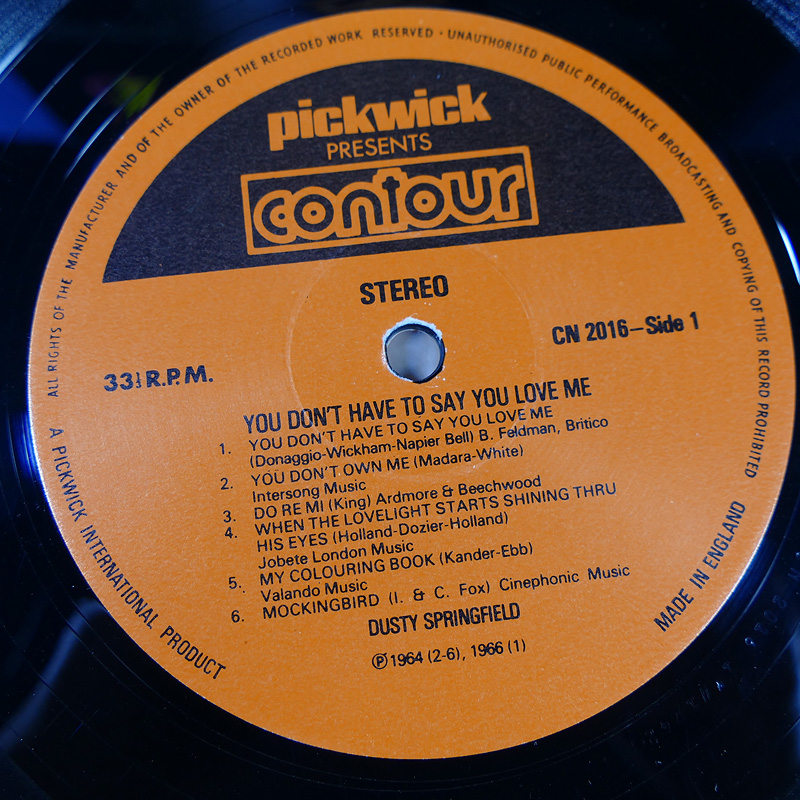 ALL RIGHTS OF THE MANUFACTURER AND OF THE OWNER OF THE RECORDED WORK RESERVED · UNAUTHORISED PUBLIC PERFORMANCE BROADCASTING AND COPYING OF THIS RECORD PROHIBITED
pickwick
PRESENTS
contour
STEREO
CN 2016–Side 1
33⅓ R.P.M.
YOU DON'T HAVE TO SAY YOU LOVE ME
1. YOU DON'T HAVE TO SAY YOU LOVE ME
(Donaggio-Wickham-Napier Bell) B. Feldman, Britico
2. YOU DON'T OWN ME (Madara-White)
Intersong Music
3. DO RE MI (King) Ardmore & Beechwood
4. WHEN THE LOVELIGHT STARTS SHINING THRU
HIS EYES (Holland-Dozier-Holland)
Jobete London Music
5. MY COLOURING BOOK (Kander-Ebb)
Valando Music
6. MOCKINGBIRD (I. & C. Fox) Cinephonic Music
DUSTY SPRINGFIELD
Ⓟ 1964 (2-6), 1966 (1)
A PICKWICK INTERNATIONAL PRODUCT
MADE IN ENGLAND